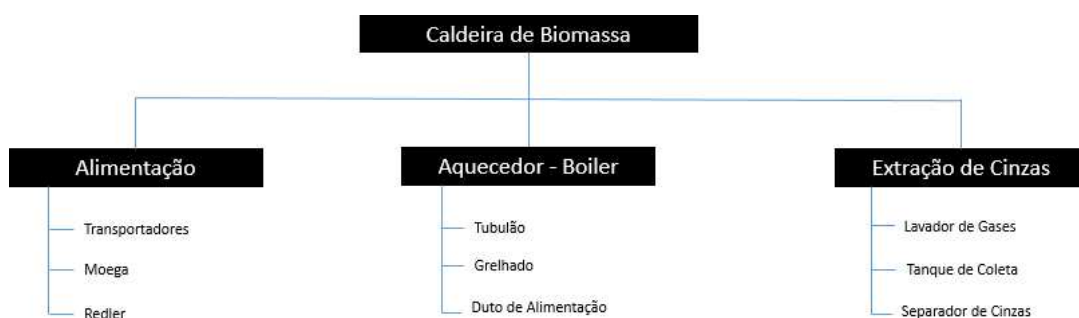 Caldeira de Biomassa
Alimentação
Aquecedor - Boiler
Extração de Cinzas
Transportadores
Moega
Redler
Tubulão
Grelhado
Duto de Alimentação
Lavador de Gases
Tanque de Coleta
Separador de Cinzas